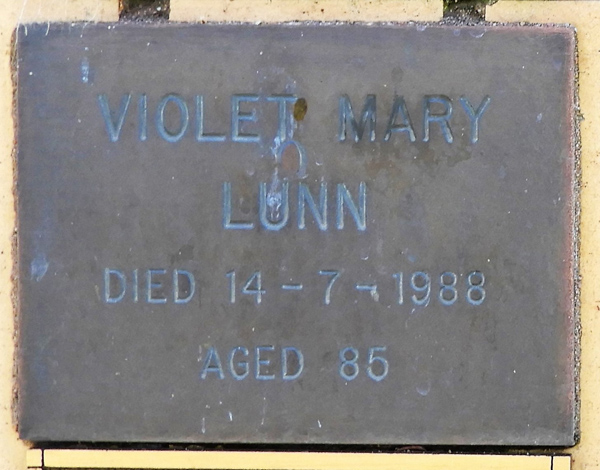 VIOLET MARY
LUNN
DIED 14-7-1988
AGED 85